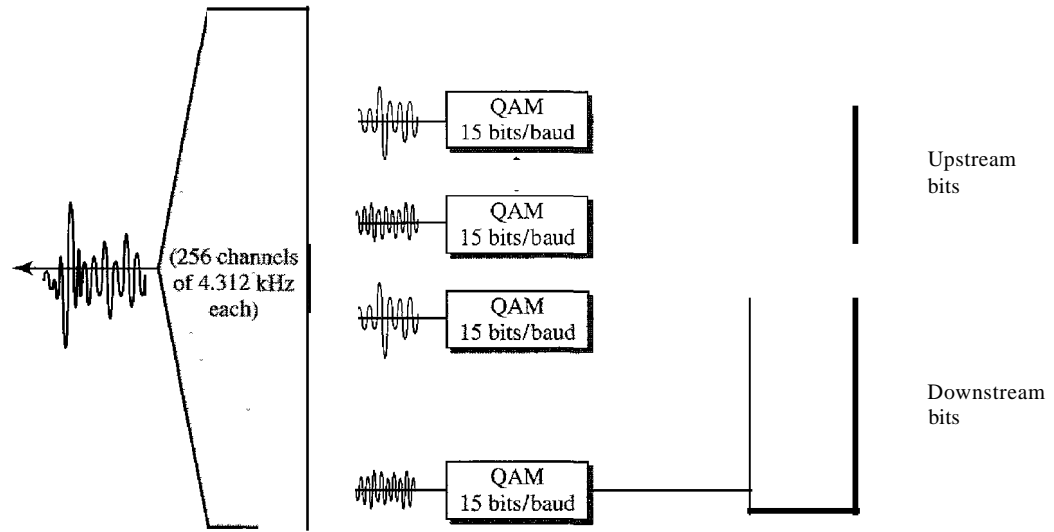 QAM
15 bits/baud
Upstream
bits
QAM
15 bits/baud
(256 channels
of 4.312 kHz
each)
QAM
15 bits/baud
Downstream
bits
QAM
15 bits/baud